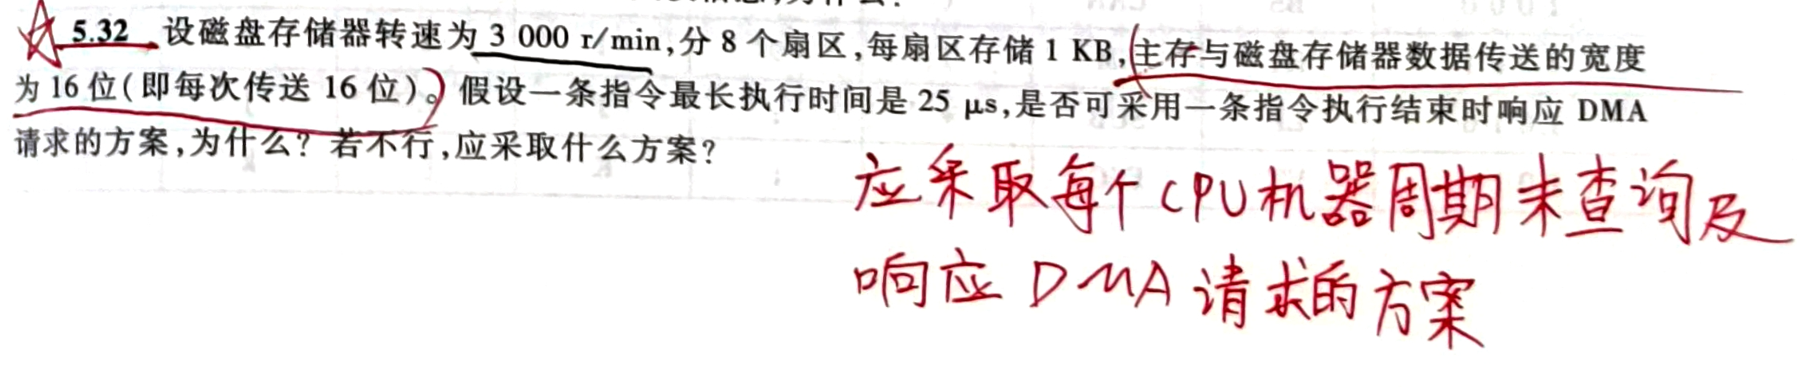 5.32 设磁盘存储器转速为 3 000 r/min,分 8 个扇区,每扇区存储 1 KB,主存与磁盘存储器数据传送的宽度
为 16 位(即每次传送 16 位)。假设一条指令最长执行时间是 25 μs,是否可采用一条指令执行结束时响应 DMA
请求的方案,为什么? 若不行,应采取什么方案?
应采取每个CPU机器周期末查询及
响应 DMA 请求的方案